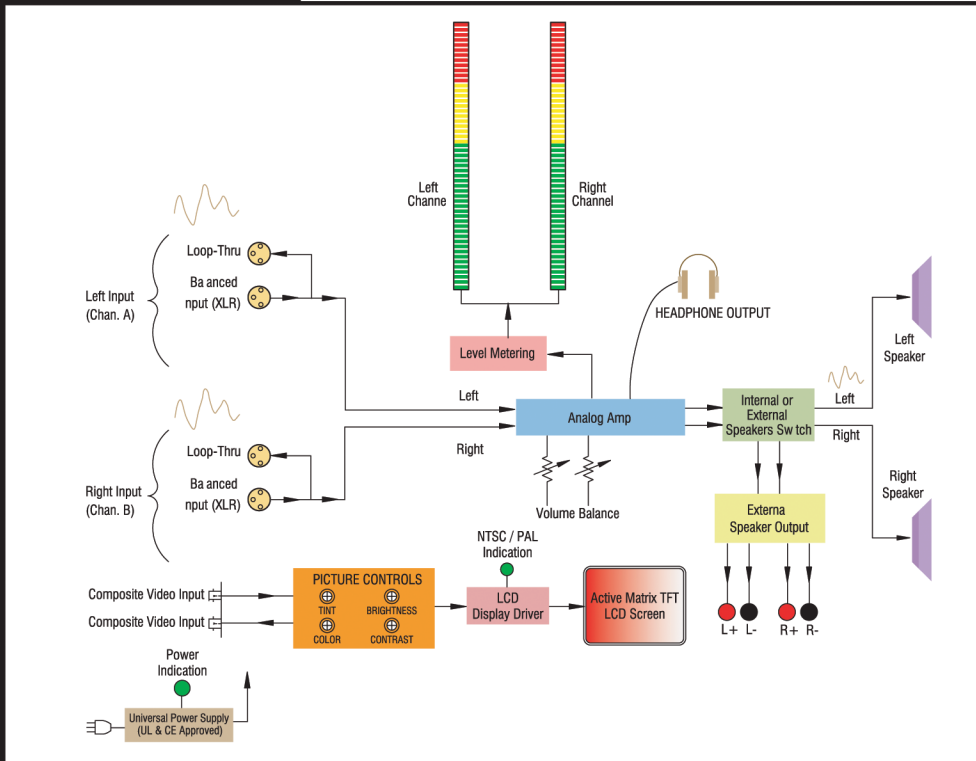 Left
Channe
Right
Channel
Loop-Thru
Ba anced
nput (XLR)
Left Input
(Chan. A)
HEADPHONE OUTPUT
Level Metering
Left
Speaker
Left
Analog Amp
Internal or
External
Speakers Sw tch
Left
Right
Right
Loop-Thru
Ba anced
nput (XLR)
Right Input
(Chan. B)
Volume Balance
Right
Speaker
Externa
Speaker Output
NTSC / PAL
Indication
Composite Video Input
Composite Video Input
PICTURE CONTROLS
TINT
BRIGHTNESS
COLOR
CONTRAST
LCD
Display Driver
Active Matrix TFT
LCD Screen
L+ L- R+ R-
Power
Indication
Universal Power Supply
(UL & CE Approved)